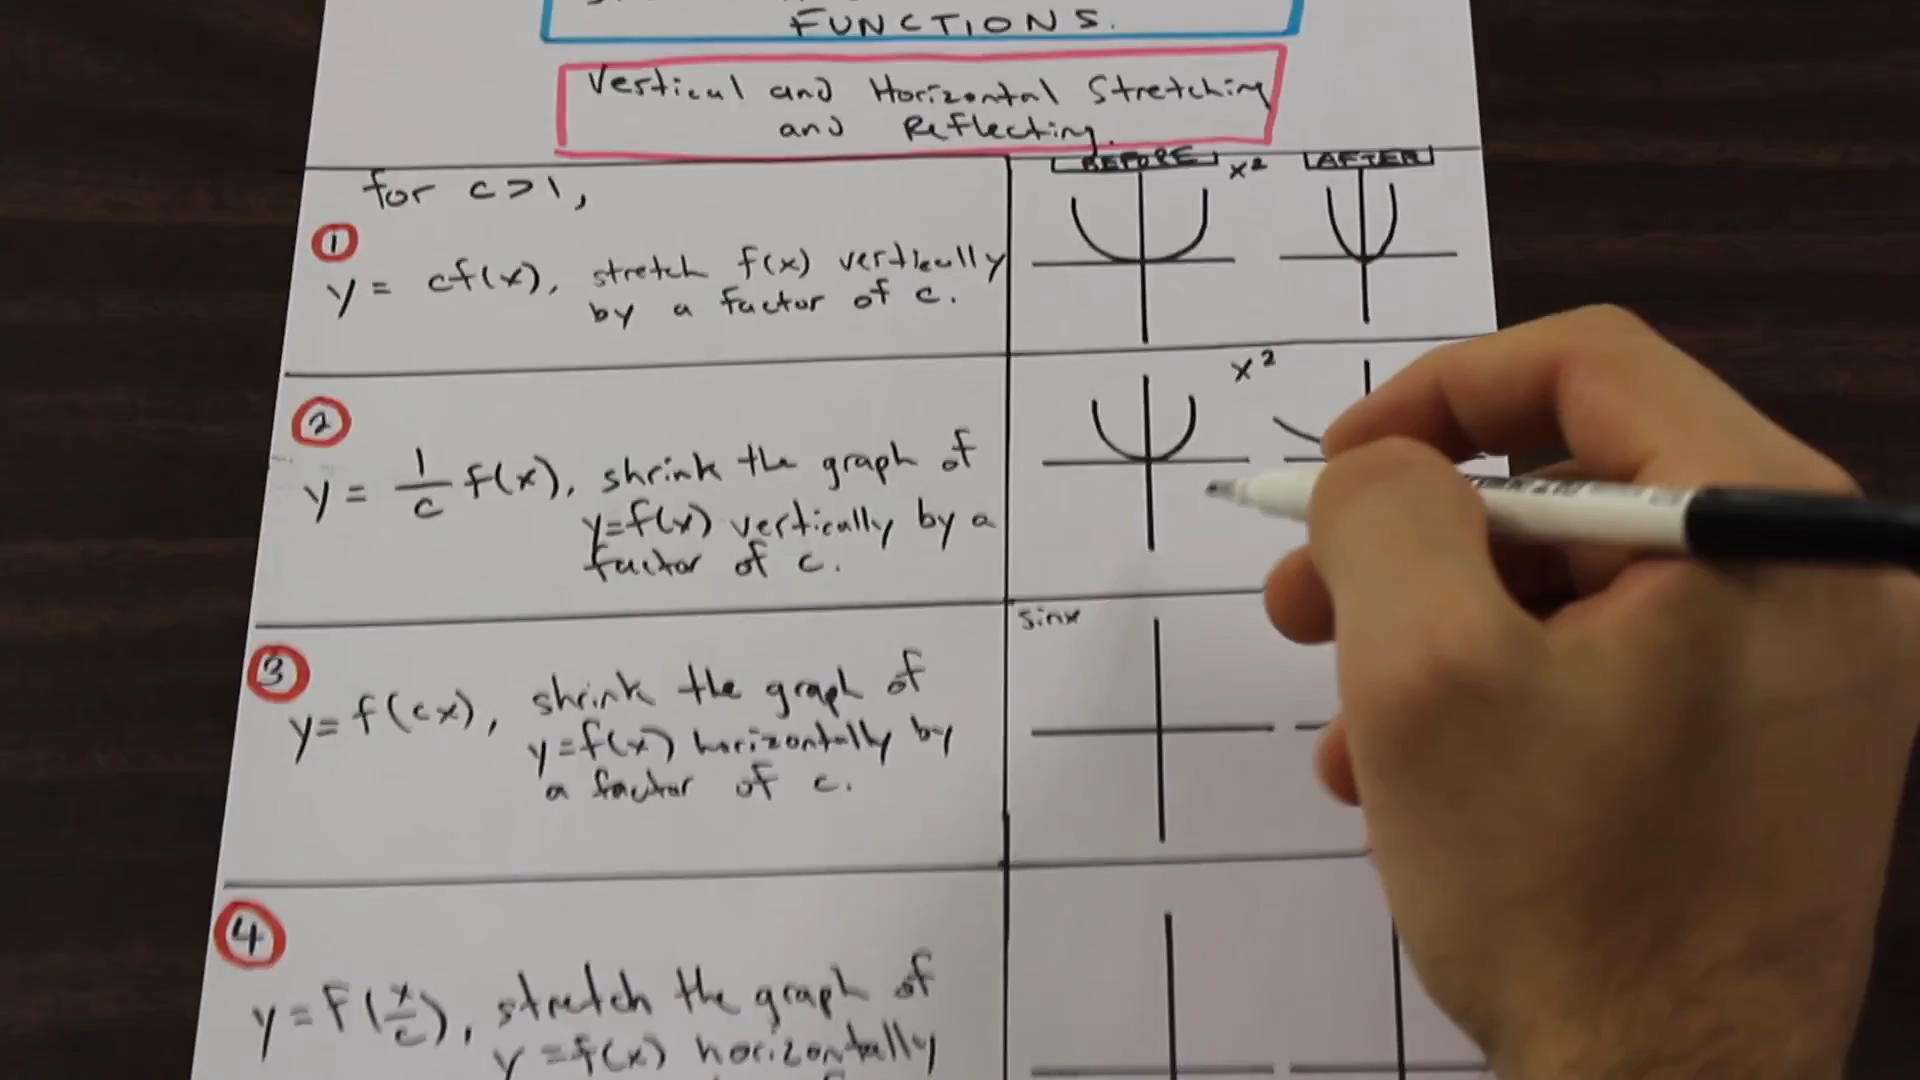 FUNCTIONS.
Vertical and Horizontal Stretching
and Reflecting.
BEFORE
x²
AFTER
for c>1,
1
y = cf(x), stretch f(x) vertically
by a factor of c.
2
x²
y = 1/c f(x), shrink the graph of
y=f(x) vertically by a
factor of c.
3
sinx
y= f(cx), shrink the graph of
y=f(x) horizontally by
a factor of c.
4
y = F(x/c), stretch the graph of
y =f(x) horizontally